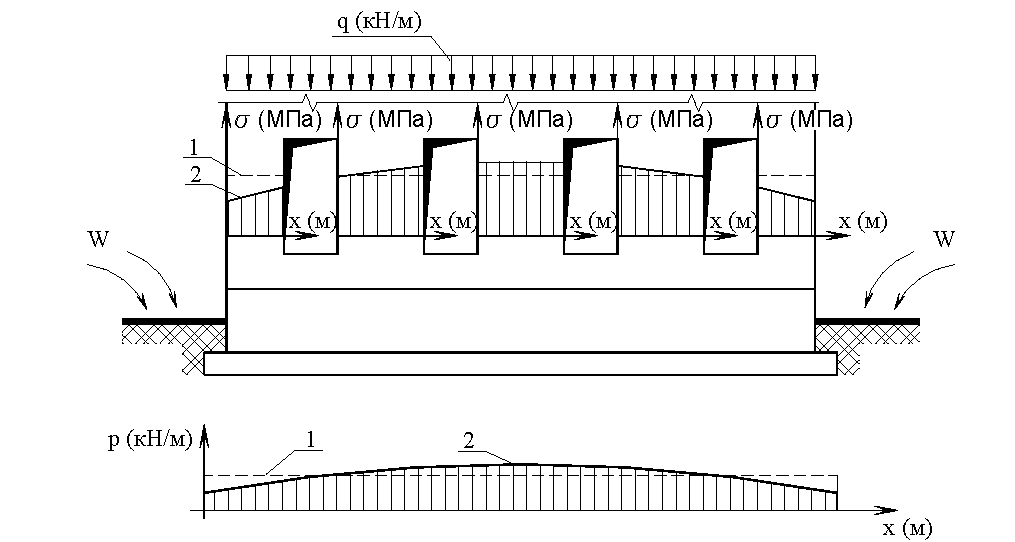 q (кН/м)
σ (МПа) σ (МПа) σ (МПа) σ (МПа) σ (МПа)
1
2
x (м) x (м) x (м) x (м) x (м)
W W
p (кН/м) 1 2
x (м)